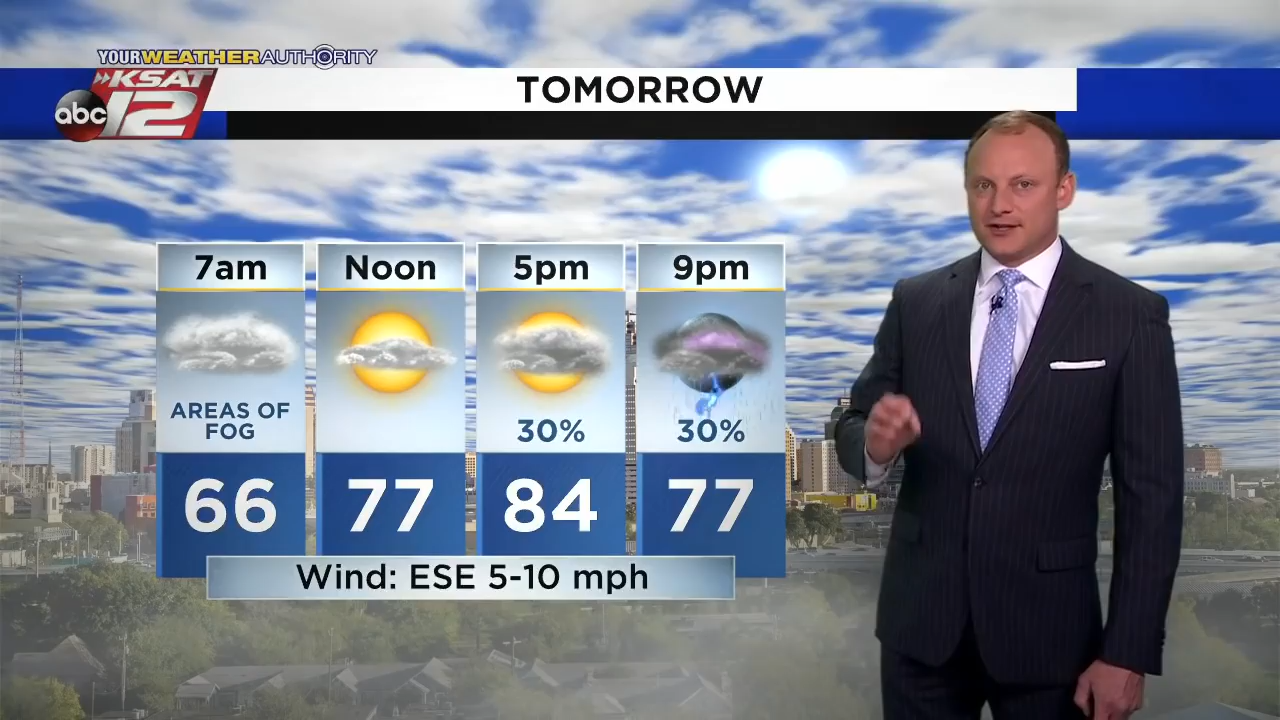 YOURWEATHERAUTHORITY
KSAT
abc 12
TOMORROW
7am Noon 5pm 9pm
AREAS OF
FOG
30% 30%
66 77 84 77
Wind: ESE 5-10 mph